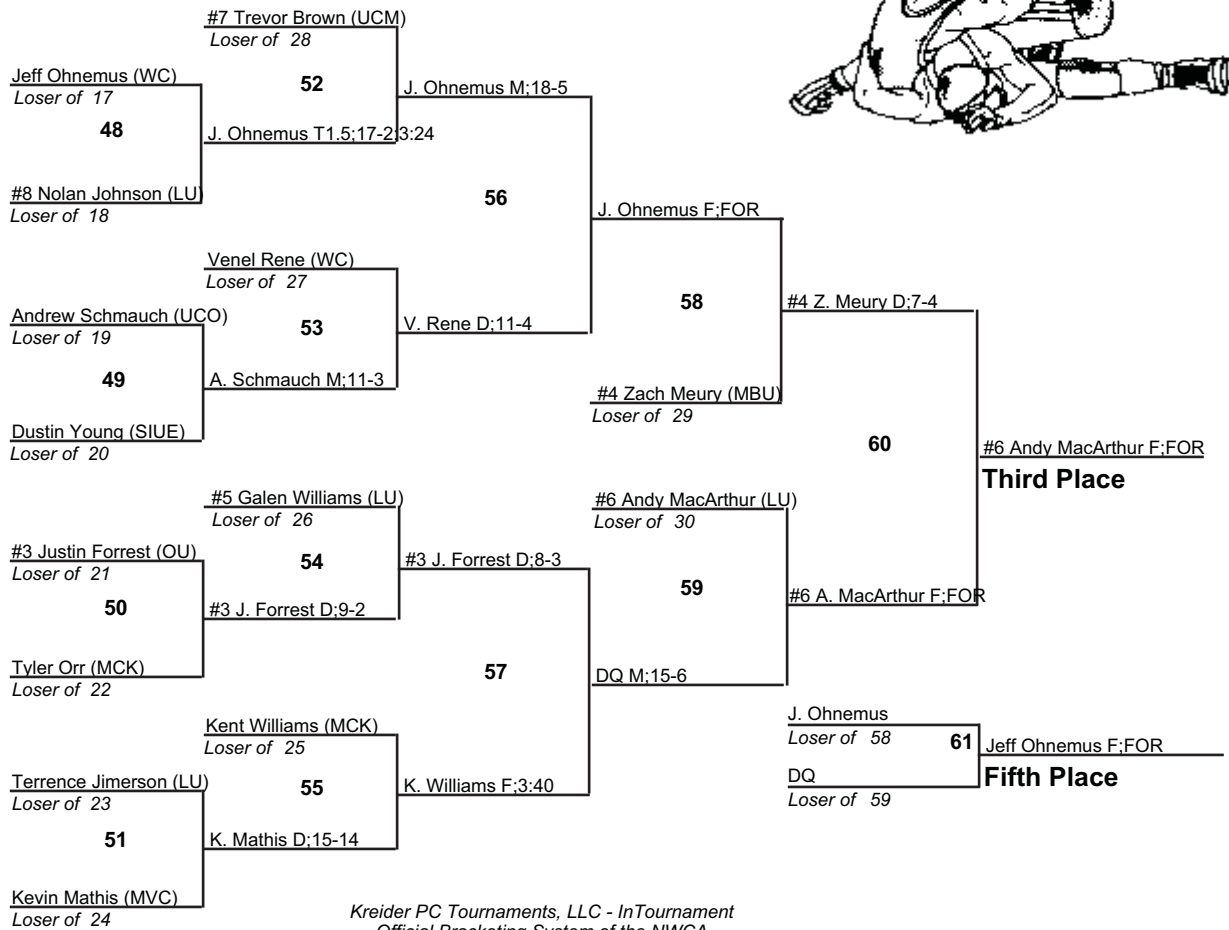 #7 Trevor Brown (UCM)
Loser of 28
Jeff Ohnemus (WC)
Loser of 17
52
J. Ohnemus M;18-5
48
J. Ohnemus T1.5;17-2;3:24
#8 Nolan Johnson (LU)
Loser of 18
56
J. Ohnemus F;FOR
Venel Rene (WC)
Loser of 27
58
#4 Z. Meury D;7-4
Andrew Schmauch (UCO)
Loser of 19
53
V. Rene D;11-4
49
A. Schmauch M;11-3
#4 Zach Meury (MBU)
Loser of 29
Dustin Young (SIUE)
Loser of 20
60
#6 Andy MacArthur F;FOR
Third Place
#5 Galen Williams (LU)
Loser of 26
#6 Andy MacArthur (LU)
Loser of 30
#3 Justin Forrest (OU)
Loser of 21
54
#3 J. Forrest D;8-3
59
#6 A. MacArthur F;FOR
50
#3 J. Forrest D;9-2
Tyler Orr (MCK)
Loser of 22
57
DQ M;15-6
Kent Williams (MCK)
Loser of 25
J. Ohnemus
Loser of 58
61
Jeff Ohnemus F;FOR
Fifth Place
DQ
Loser of 59
Terrence Jimerson (LU)
Loser of 23
55
K. Williams F;3:40
51
K. Mathis D;15-14
Kevin Mathis (MVC)
Loser of 24
Kreider PC Tournaments, LLC - InTournament
Official Bracketing System of the NWCA